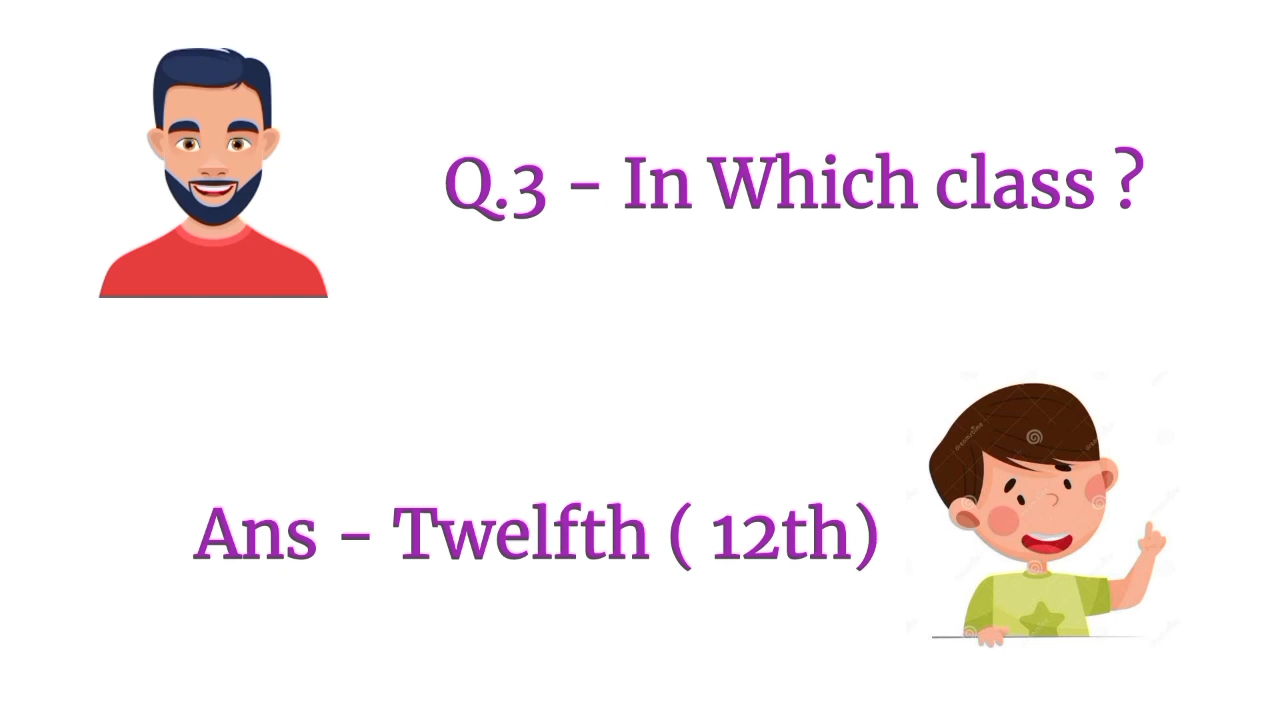 Q.3 - In Which class ?
Ans - Twelfth ( 12th)